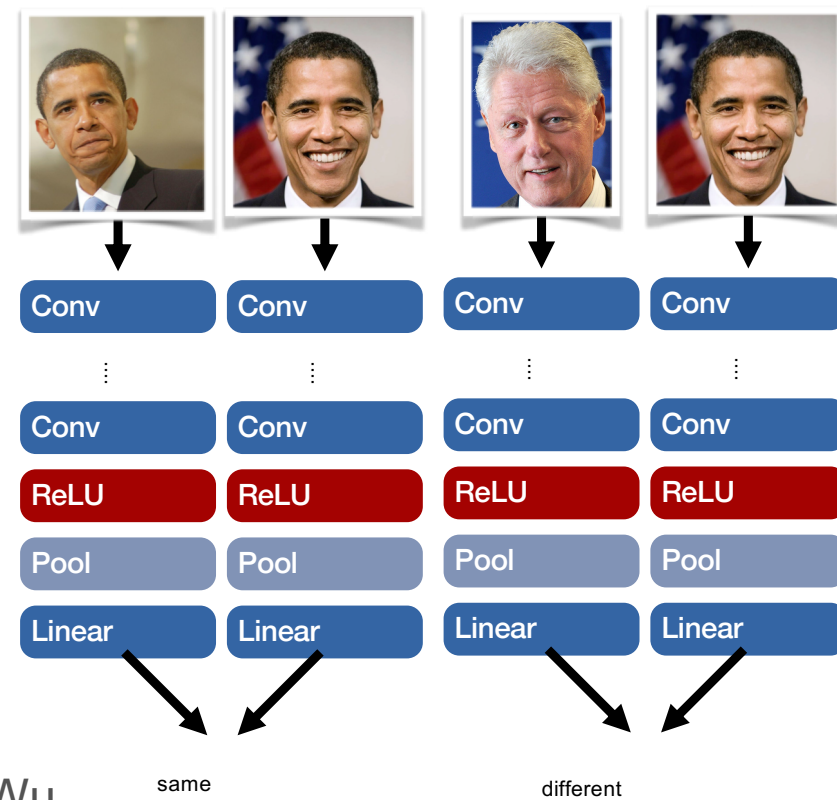 Conv Conv Conv Conv
Conv Conv Conv Conv
ReLU ReLU ReLU ReLU
Pool Pool Pool Pool
Linear Linear Linear Linear
same different
Wu